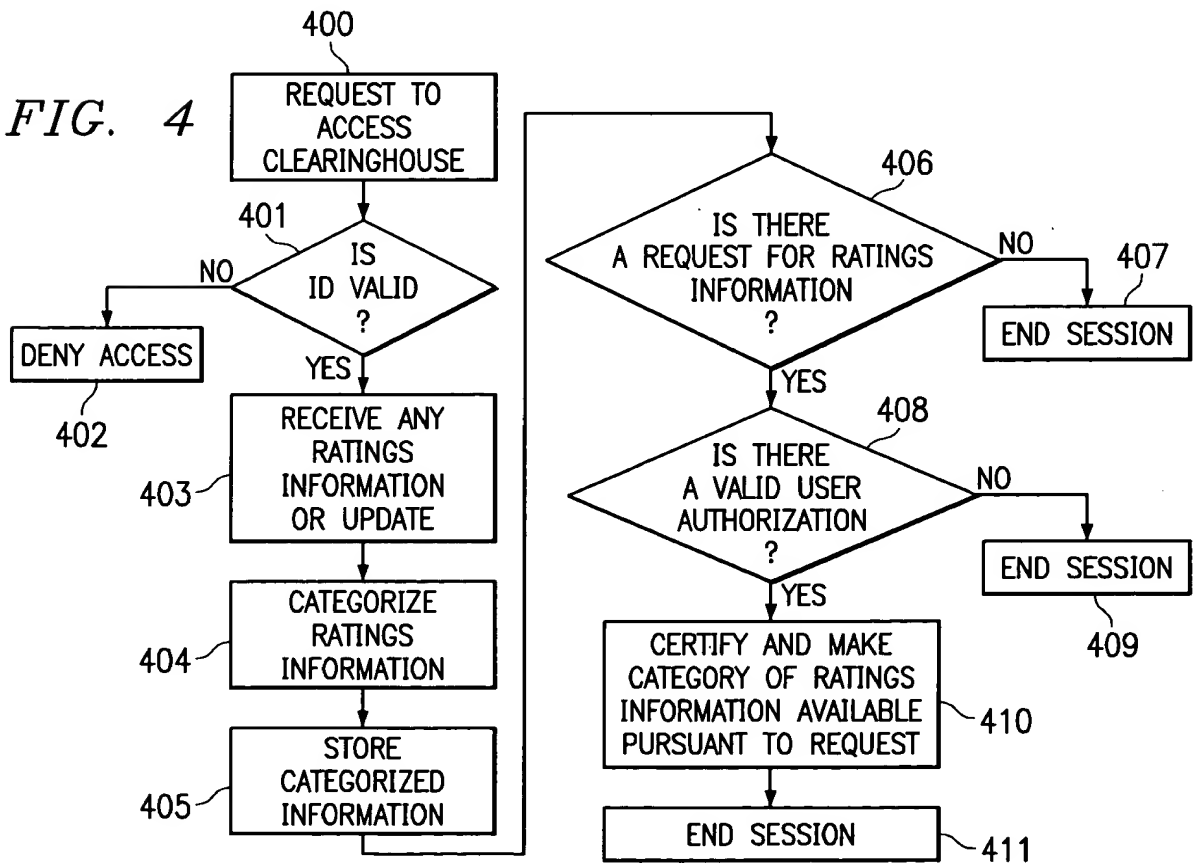 FIG. 4
400
REQUEST TO
ACCESS
CLEARINGHOUSE
401
IS
ID VALID
?
NO
DENY ACCESS
402
YES
RECEIVE ANY
RATINGS
INFORMATION
OR UPDATE
403
CATEGORIZE
RATINGS
INFORMATION
404
STORE
CATEGORIZED
INFORMATION
405
406
IS THERE
A REQUEST FOR RATINGS
INFORMATION
?
NO
407
END SESSION
YES
408
IS THERE
A VALID USER
AUTHORIZATION
?
NO
END SESSION
409
YES
CERTIFY AND MAKE
CATEGORY OF RATINGS
INFORMATION AVAILABLE
PURSUANT TO REQUEST
410
END SESSION
411